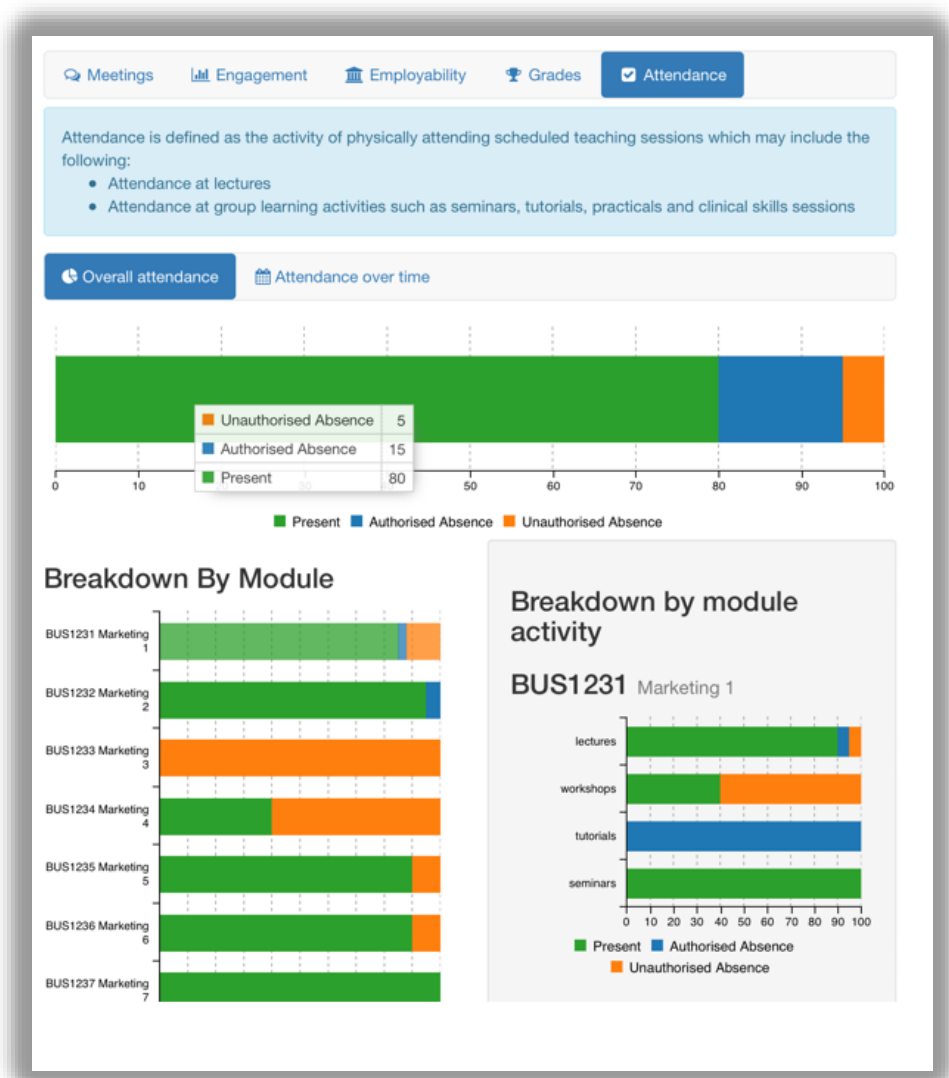 Meetings Engagement Employability Grades Attendance
Attendance is defined as the activity of physically attending scheduled teaching sessions which may include the
following:
• Attendance at lectures
• Attendance at group learning activities such as seminars, tutorials, practicals and clinical skills sessions
Overall attendance Attendance over time
Unauthorised Absence 5
Authorised Absence 15
Present 80
0 10 20 30 40 50 60 70 80 90 100
Present Authorised Absence Unauthorised Absence
Breakdown By Module
BUS1231 Marketing
1
BUS1232 Marketing
2
BUS1233 Marketing
3
BUS1234 Marketing
4
BUS1235 Marketing
5
BUS1236 Marketing
6
BUS1237 Marketing
7
Breakdown by module
activity
BUS1231 Marketing 1
lectures
workshops
tutorials
seminars
0 10 20 30 40 50 60 70 80 90 100
Present Authorised Absence
Unauthorised Absence